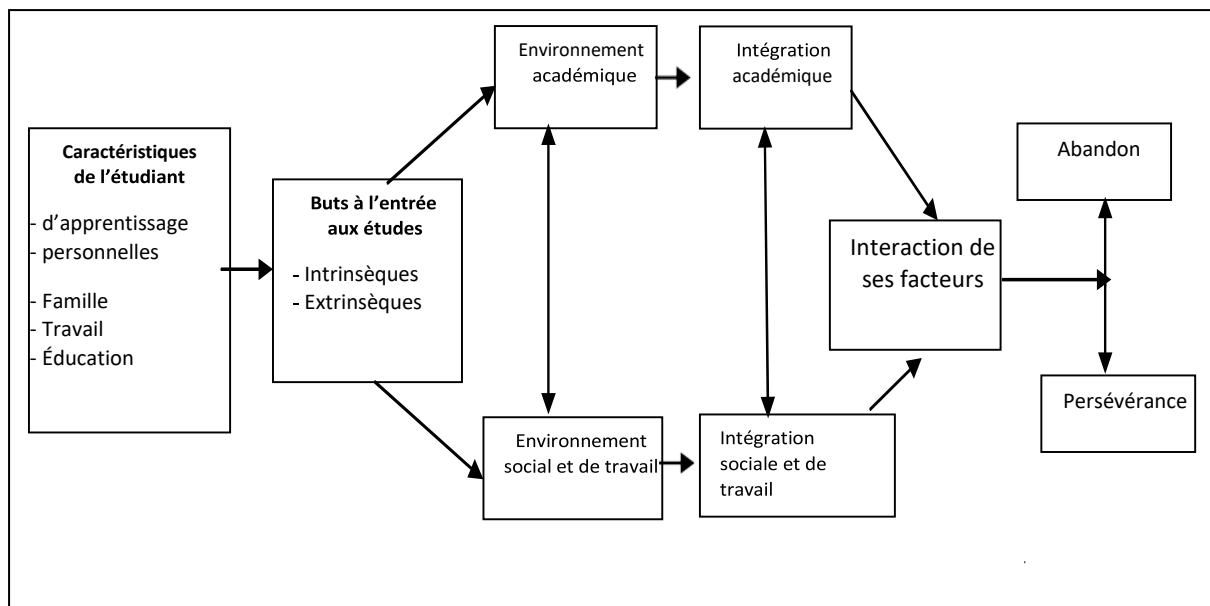 Caractéristiques
de l’étudiant
- d’apprentissage
- personnelles
- Famille
- Travail
- Éducation
Buts à l’entrée
aux études
- Intrinsèques
- Extrinsèques
Environnement
académique
Intégration
académique
Environnement
social et de travail
Intégration
sociale et de
travail
Interaction de
ses facteurs
Abandon
Persévérance